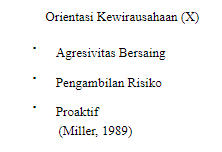 Orientasi Kewirausahaan (X)
· Agresivitas Bersaing
· Pengambilan Risiko
· Proaktif
(Miller, 1989)